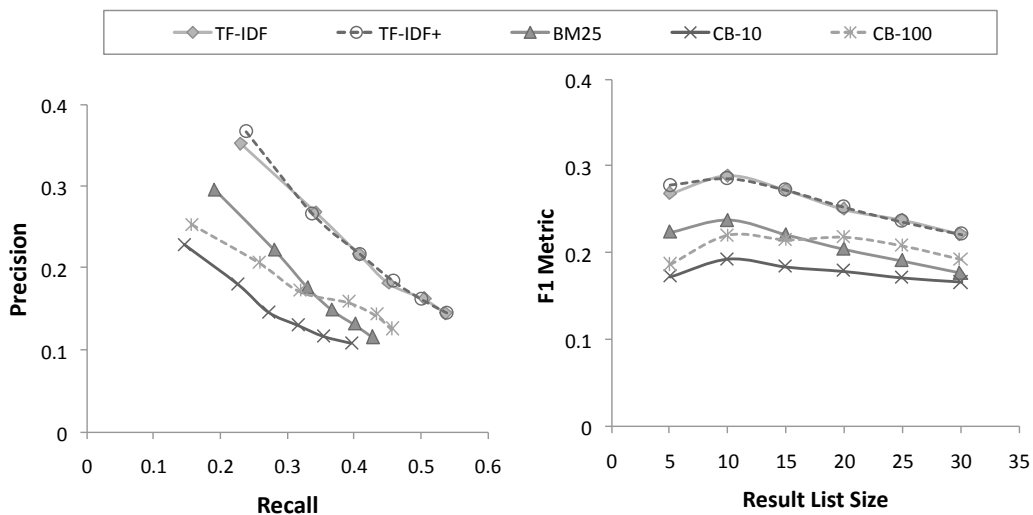 TF-IDF TF-IDF+ BM25 CB-10 CB-100
0.4
0.3
0.2
0.1
0
Precision
0 0.1 0.2 0.3 0.4 0.5 0.6
Recall
0.4
0.3
0.2
0.1
0
F1 Metric
0 5 10 15 20 25 30 35
Result List Size